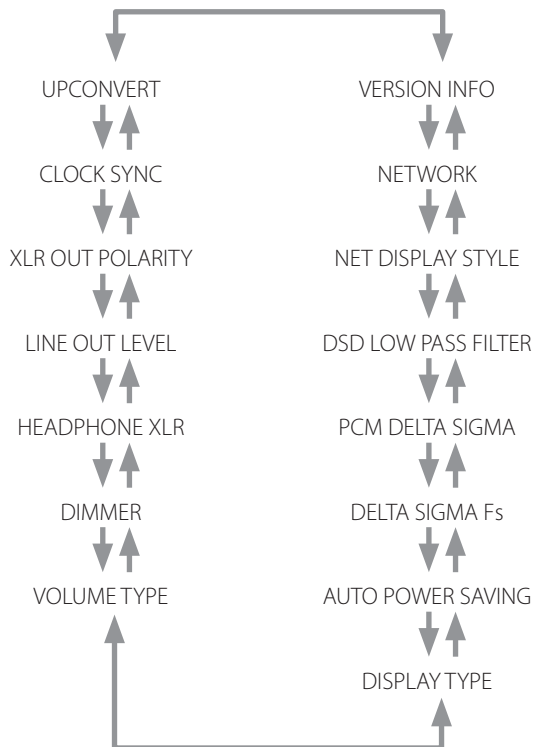 UPCONVERT
CLOCK SYNC
XLR OUT POLARITY
LINE OUT LEVEL
HEADPHONE XLR
DIMMER
VOLUME TYPE
VERSION INFO
NETWORK
NET DISPLAY STYLE
DSD LOW PASS FILTER
PCM DELTA SIGMA
DELTA SIGMA Fs
AUTO POWER SAVING
DISPLAY TYPE